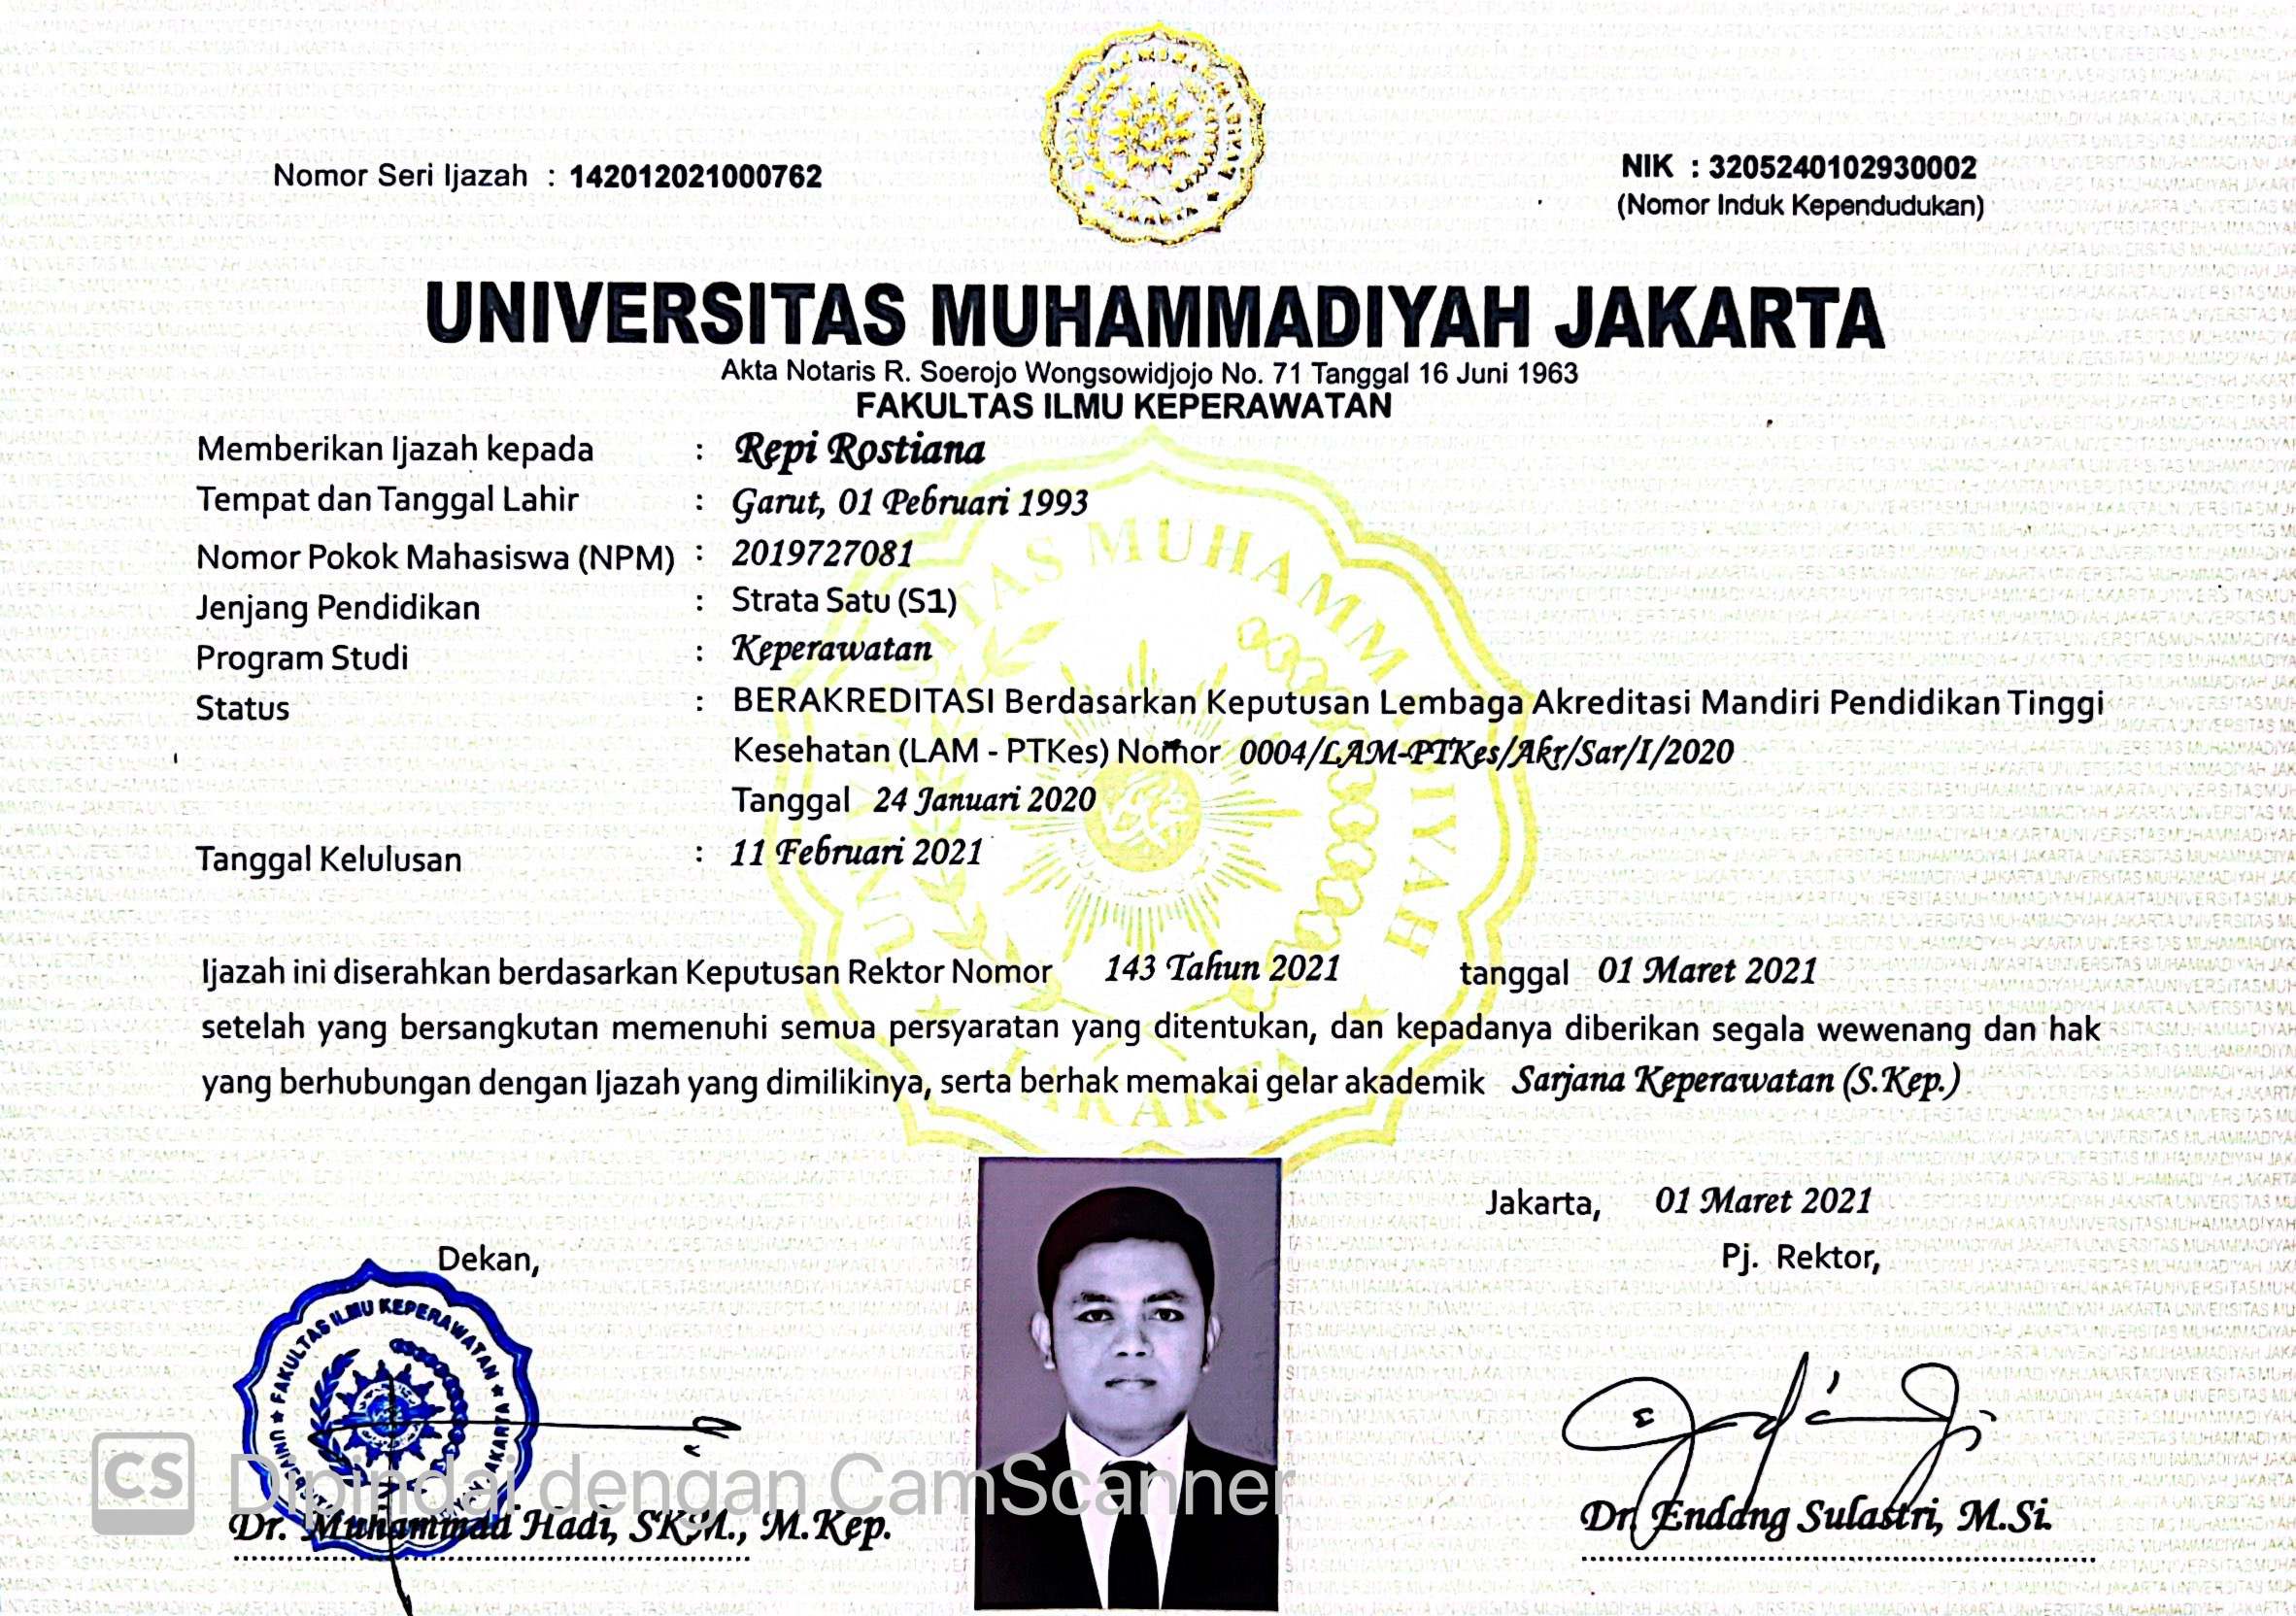 Nomor Seri Ijazah : 142012021000762
NIK : 3205240102930002
(Nomor Induk Kependudukan)
UNIVERSITAS MUHAMMADIYAH JAKARTA
Akta Notaris R. Soerojo Wongsowidjojo No. 71 Tanggal 16 Juni 1963
FAKULTAS ILMU KEPERAWATAN
Memberikan Ijazah kepada : Repi Rostiana
Tempat dan Tanggal Lahir : Garut, 01 Pebruari 1993
Nomor Pokok Mahasiswa (NPM) : 2019727081
Jenjang Pendidikan : Strata Satu (S1)
Program Studi : Keperawatan
Status : BERAKREDITASI Berdasarkan Keputusan Lembaga Akreditasi Mandiri Pendidikan Tinggi
Kesehatan (LAM - PTKes) Nomor 0004/LAM-PTKes/Akr/Sar/I/2020
Tanggal 24 Januari 2020
Tanggal Kelulusan : 11 Februari 2021
UNIVERSITAS MUHAMMADIYAH JAKARTA
Ijazah ini diserahkan berdasarkan Keputusan Rektor Nomor 143 Tahun 2021 tanggal 01 Maret 2021
setelah yang bersangkutan memenuhi semua persyaratan yang ditentukan, dan kepadanya diberikan segala wewenang dan hak
yang berhubungan dengan Ijazah yang dimilikinya, serta berhak memakai gelar akademik Sarjana Keperawatan (S.Kep.)
Jakarta, 01 Maret 2021
Dekan,
Pj. Rektor,
FAKULTAS ILMU KEPERAWATAN
CS Dipindai dengan CamScanner
Dr. Muhammad Hadi, SKM., M.Kep.
Dr. Endang Sulastri, M.Si.